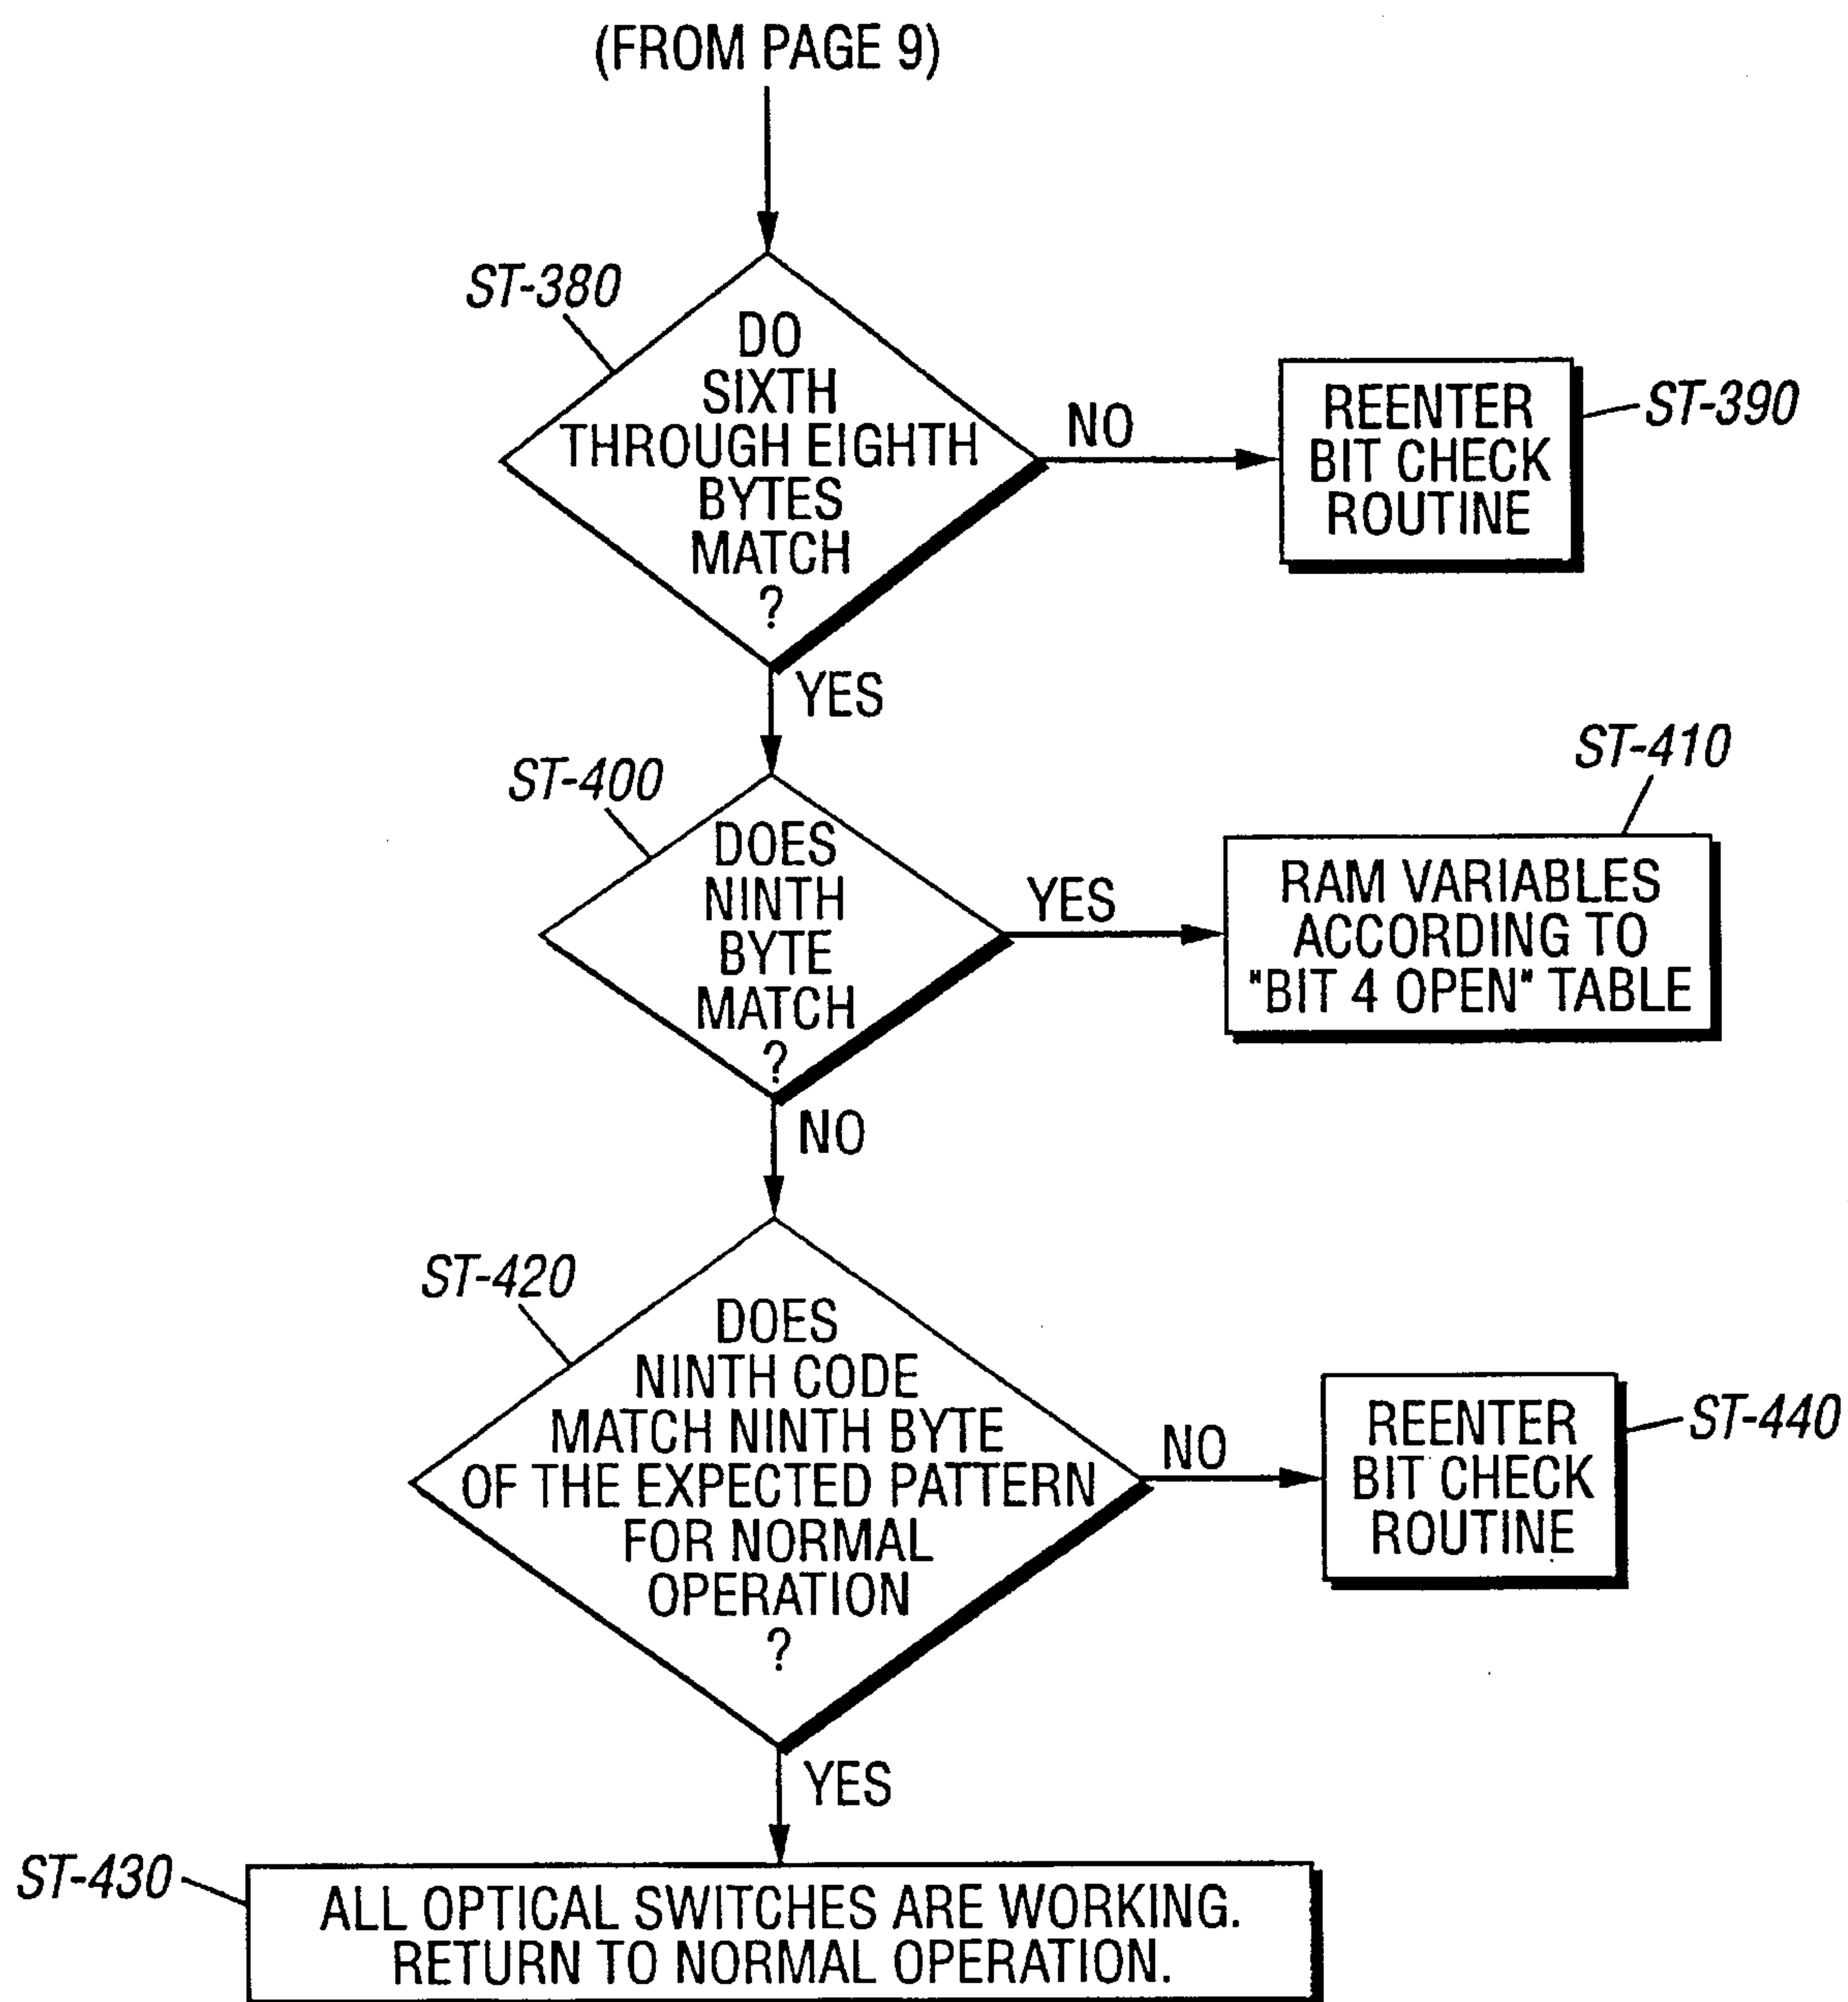 (FROM PAGE 9)
ST-380
DO
SIXTH
THROUGH EIGHTH
BYTES
MATCH
?
NO
REENTER
BIT CHECK
ROUTINE
ST-390
YES
ST-400
DOES
NINTH
BYTE
MATCH
?
YES
ST-410
RAM VARIABLES
ACCORDING TO
"BIT 4 OPEN" TABLE
NO
ST-420
DOES
NINTH CODE
MATCH NINTH BYTE
OF THE EXPECTED PATTERN
FOR NORMAL
OPERATION
?
NO
REENTER
BIT CHECK
ROUTINE
ST-440
YES
ST-430
ALL OPTICAL SWITCHES ARE WORKING.
RETURN TO NORMAL OPERATION.